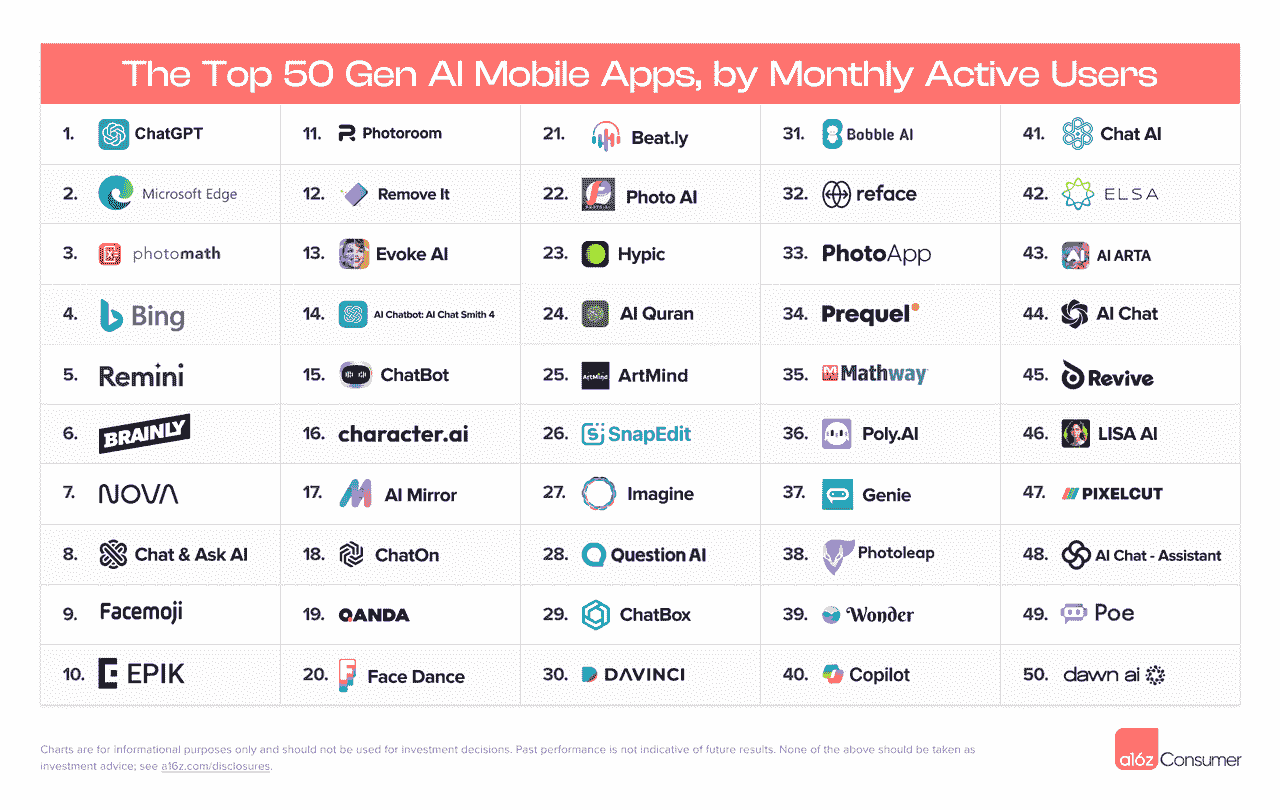 The Top 50 Gen AI Mobile Apps, by Monthly Active Users
1. ChatGPT
2. Microsoft Edge
3. photomath
4. Bing
5. Remini
6. BRAINLY
7. NOVA
8. Chat & Ask AI
9. Facemoji
10. EPIK
11. Photoroom
12. Remove It
13. Evoke AI
14. AI Chatbot: AI Chat Smith 4
15. ChatBot
16. character.ai
17. AI Mirror
18. ChatOn
19. QANDA
20. Face Dance
21. Beat.ly
22. Photo AI
23. Hypic
24. AI Quran
25. ArtMind ArtMind
26. SnapEdit
27. Imagine
28. Question AI
29. ChatBox
30. DAVINCI
31. Bobble AI
32. reface
33. PhotoApp
34. Prequel
35. M Mathway
36. Poly.AI
37. Genie
38. Photoleap
39. Wonder
40. Copilot
41. Chat AI
42. ELSA
43. AI AI ARTA
44. AI Chat
45. Revive
46. LISA AI
47. PIXELCUT
48. AI Chat - Assistant
49. Poe
50. dawn ai
Charts are for informational purposes only and should not be used for investment decisions. Past performance is not indicative of future results. None of the above should be taken as
investment advice; see a16z.com/disclosures.
a16z Consumer